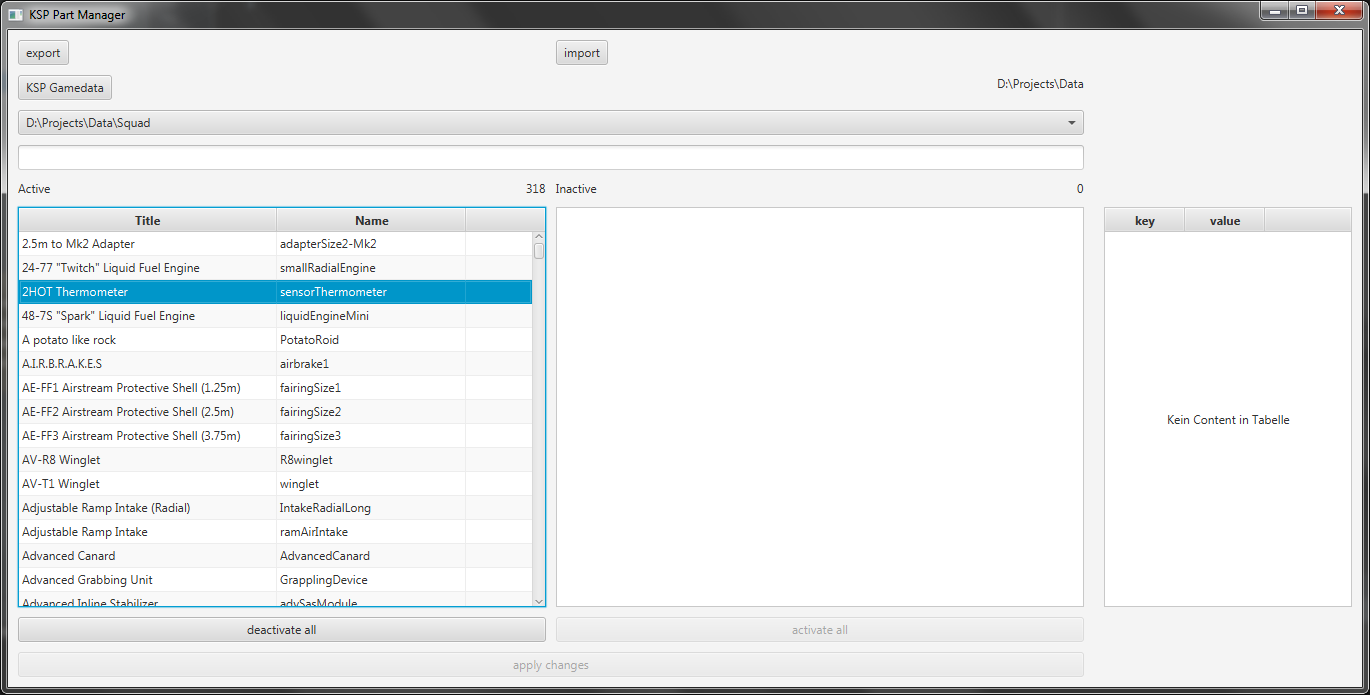 KSP Part Manager
export import
KSP Gamedata D:\Projects\Data
D:\Projects\Data\Squad
Active 318 Inactive 0
Title Name key value
2.5m to Mk2 Adapter adapterSize2-Mk2
24-77 "Twitch" Liquid Fuel Engine smallRadialEngine
2HOT Thermometer sensorThermometer
48-7S "Spark" Liquid Fuel Engine liquidEngineMini
A potato like rock PotatoRoid
A.I.R.B.R.A.K.E.S airbrake1
AE-FF1 Airstream Protective Shell (1.25m) fairingSize1
AE-FF2 Airstream Protective Shell (2.5m) fairingSize2
Kein Content in Tabelle
AE-FF3 Airstream Protective Shell (3.75m) fairingSize3
AV-R8 Winglet R8winglet
AV-T1 Winglet winglet
Adjustable Ramp Intake (Radial) IntakeRadialLong
Adjustable Ramp Intake ramAirIntake
Advanced Canard AdvancedCanard
Advanced Grabbing Unit GrapplingDevice
Advanced Inline Stabilizer advSasModule
deactivate all activate all
apply changes